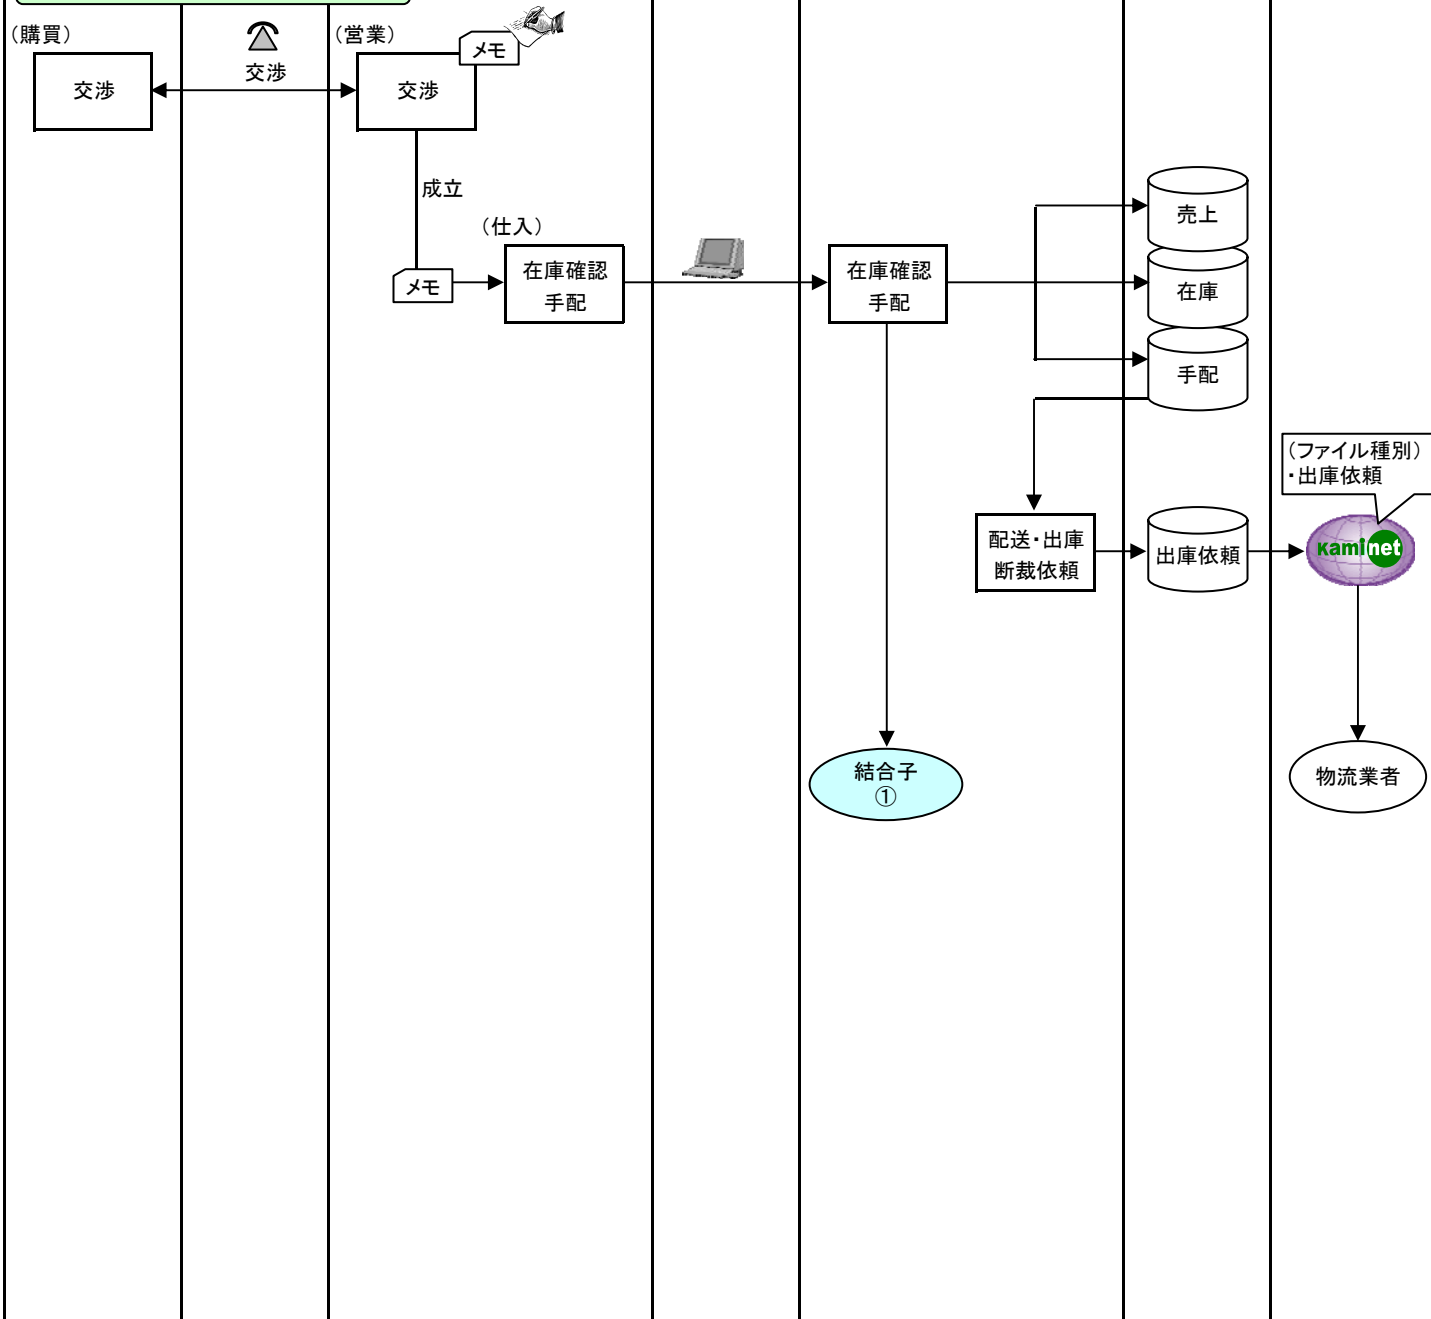 （購買）
交渉
交渉
（営業）
メモ
交渉
成立
（仕入）
メモ
在庫確認
手配
在庫確認
手配
売上
在庫
手配
（ファイル種別）
・出庫依頼
配送・出庫
断裁依頼
出庫依頼
kaminet
結合子
①
物流業者